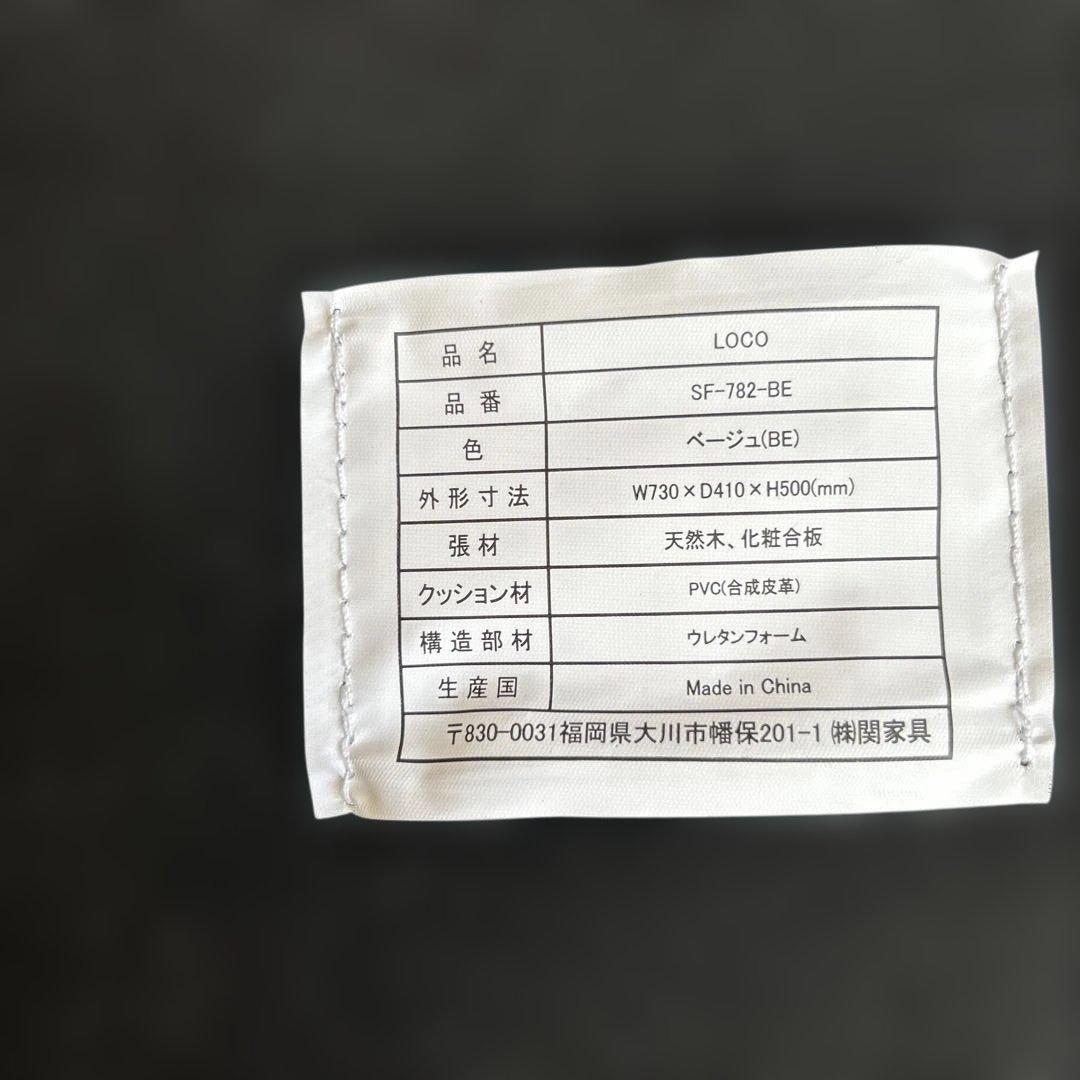 品名 LOCO
品番 SF-782-BE
色 ベージュ(BE)
外形寸法 W730×D410×H500(mm)
張材 天然木、化粧合板
クッション材 PVC(合成皮革)
構造部材 ウレタンフォーム
生産国 Made in China
〒830-0031福岡県大川市幡保201-1 ㈱関家具